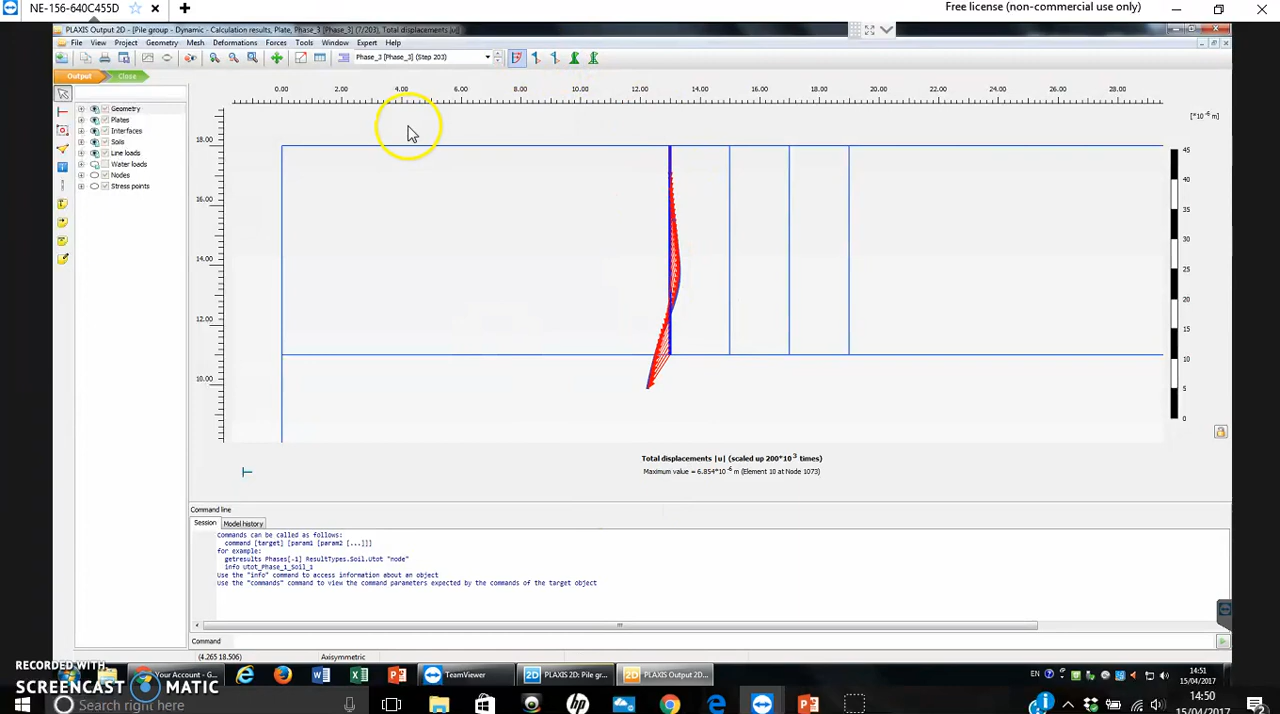 NE-156-640C455D
Free license (non-commercial use only)
PLAXIS Output 2D - [Pile group - Dynamic - Calculation results, Plate, Phase_3 [Phase_3] (7/203), Total displacements |u|]
File View Project Geometry Mesh Deformations Forces Tools Window Expert Help
Phase_3 [Phase_3] (Step 203)
Output Close
0.00 2.00 4.00 6.00 8.00 10.00 12.00 14.00 16.00 18.00 20.00 22.00 24.00 26.00 28.00
Geometry
Plates
Interfaces
Soils
Line loads
Water loads
Nodes
Stress points
18.00
16.00
14.00
12.00
10.00
[*10⁻⁶ m]
45
40
35
30
25
20
15
10
5
0
Total displacements |u| (scaled up 200*10³ times)
Maximum value = 6.854*10⁻⁶ m (Element 10 at Node 1073)
Command line
Session Model history
Commands can be called as follows:
command [target] [param1 [param2 [...]]]
for example:
getresults Phases[-1] ResultTypes.Soil.Utot "node"
info Utot_Phase_1_Soil_1
Use the "info" command to access information about an object
Use the "commands" command to view the command parameters expected by the commands of the target object
Command
(4.265 18.506) Axisymmetric
Your Account - G... TeamViewer PLAXIS 2D: Pile gr... PLAXIS Output 2D...
EN
14:51
15/04/2017
RECORDED WITH
SCREENCAST MATIC
Search right here
14:50
15/04/2017